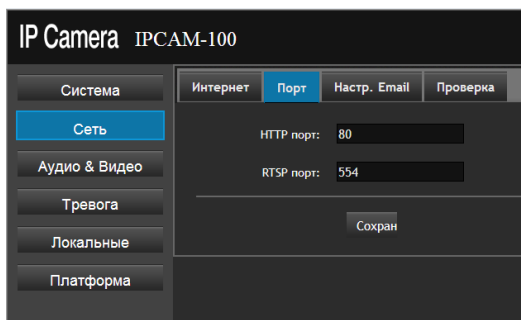 IP Camera IPCAM-100
Система
Сеть
Аудио & Видео
Тревога
Локальные
Платформа
Интернет Порт Настр. Email Проверка
HTTP порт: 80
RTSP порт: 554
Сохран